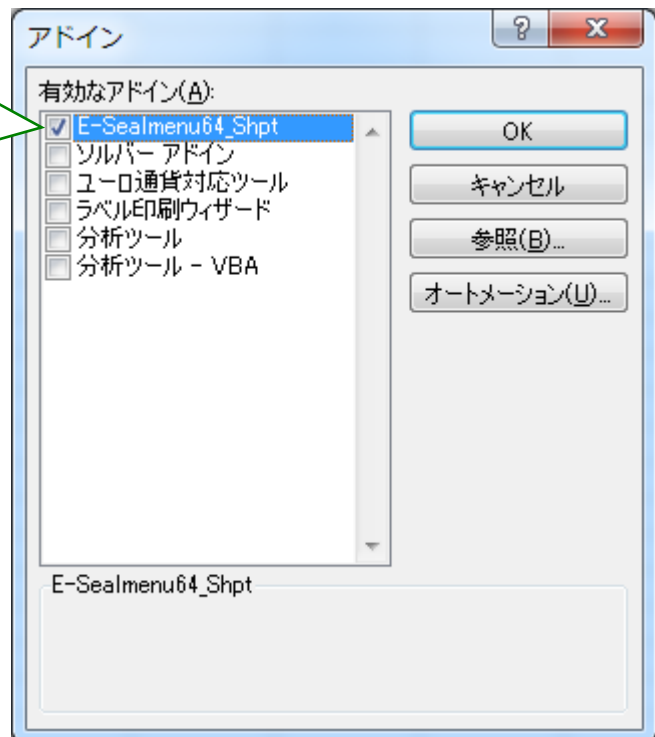 アドイン
有効なアドイン(A):
E-Sealmenu64_Shpt
ソルバー アドイン
ユーロ通貨対応ツール
ラベル印刷ウィザード
分析ツール
分析ツール - VBA
OK
キャンセル
参照(B)...
オートメーション(U)...
E-Sealmenu64_Shpt